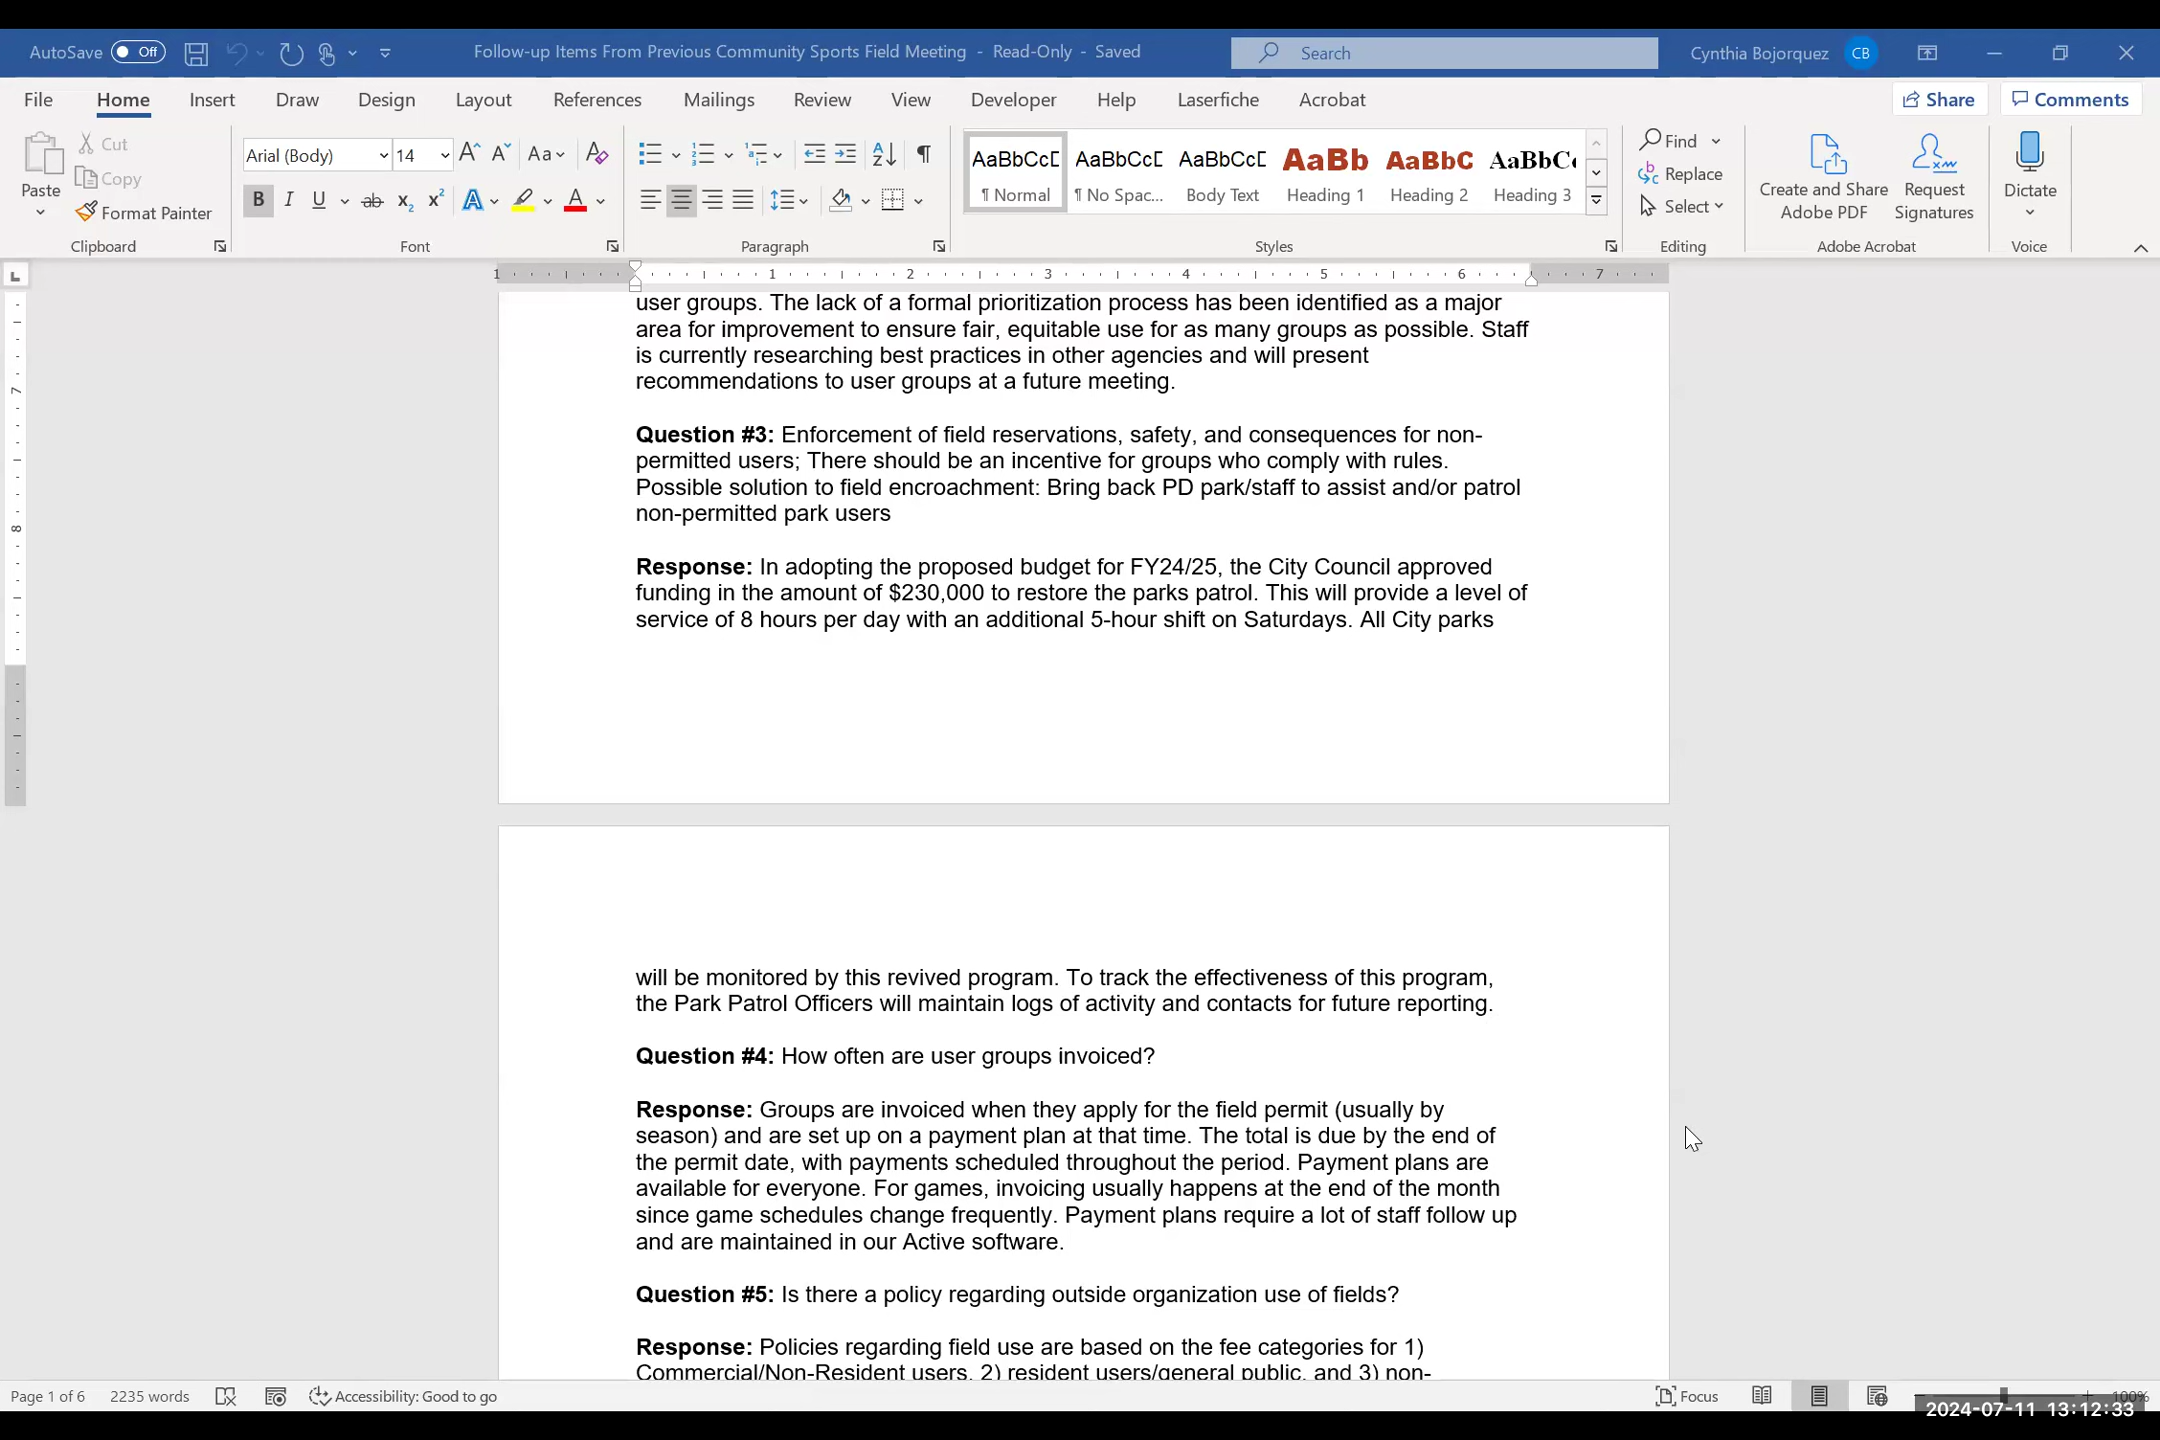 AutoSave Off
Follow-up Items From Previous Community Sports Field Meeting - Read-Only - Saved
Search
Cynthia Bojorquez CB
File Home Insert Draw Design Layout References Mailings Review View Developer Help Laserfiche Acrobat
Share Comments
Paste
Cut
Copy
Format Painter
Clipboard
Arial (Body) 14
Font
Paragraph
AaBbCcD AaBbCcD AaBbCcD AaBb AaBbC AaBbCc
¶ Normal ¶ No Spac... Body Text Heading 1 Heading 2 Heading 3
Styles
Find
Replace
Select
Editing
Create and Share
Adobe PDF
Request
Signatures
Adobe Acrobat
Dictate
Voice
1 1 2 3 4 5 6 7
7
8
user groups. The lack of a formal prioritization process has been identified as a major
area for improvement to ensure fair, equitable use for as many groups as possible. Staff
is currently researching best practices in other agencies and will present
recommendations to user groups at a future meeting.
Question #3: Enforcement of field reservations, safety, and consequences for non-
permitted users; There should be an incentive for groups who comply with rules.
Possible solution to field encroachment: Bring back PD park/staff to assist and/or patrol
non-permitted park users
Response: In adopting the proposed budget for FY24/25, the City Council approved
funding in the amount of $230,000 to restore the parks patrol. This will provide a level of
service of 8 hours per day with an additional 5-hour shift on Saturdays. All City parks
will be monitored by this revived program. To track the effectiveness of this program,
the Park Patrol Officers will maintain logs of activity and contacts for future reporting.
Question #4: How often are user groups invoiced?
Response: Groups are invoiced when they apply for the field permit (usually by
season) and are set up on a payment plan at that time. The total is due by the end of
the permit date, with payments scheduled throughout the period. Payment plans are
available for everyone. For games, invoicing usually happens at the end of the month
since game schedules change frequently. Payment plans require a lot of staff follow up
and are maintained in our Active software.
Question #5: Is there a policy regarding outside organization use of fields?
Response: Policies regarding field use are based on the fee categories for 1)
Commercial/Non-Resident users, 2) resident users/general public, and 3) non-
Page 1 of 6 2235 words Accessibility: Good to go Focus 100%
2024-07-11 13:12:33